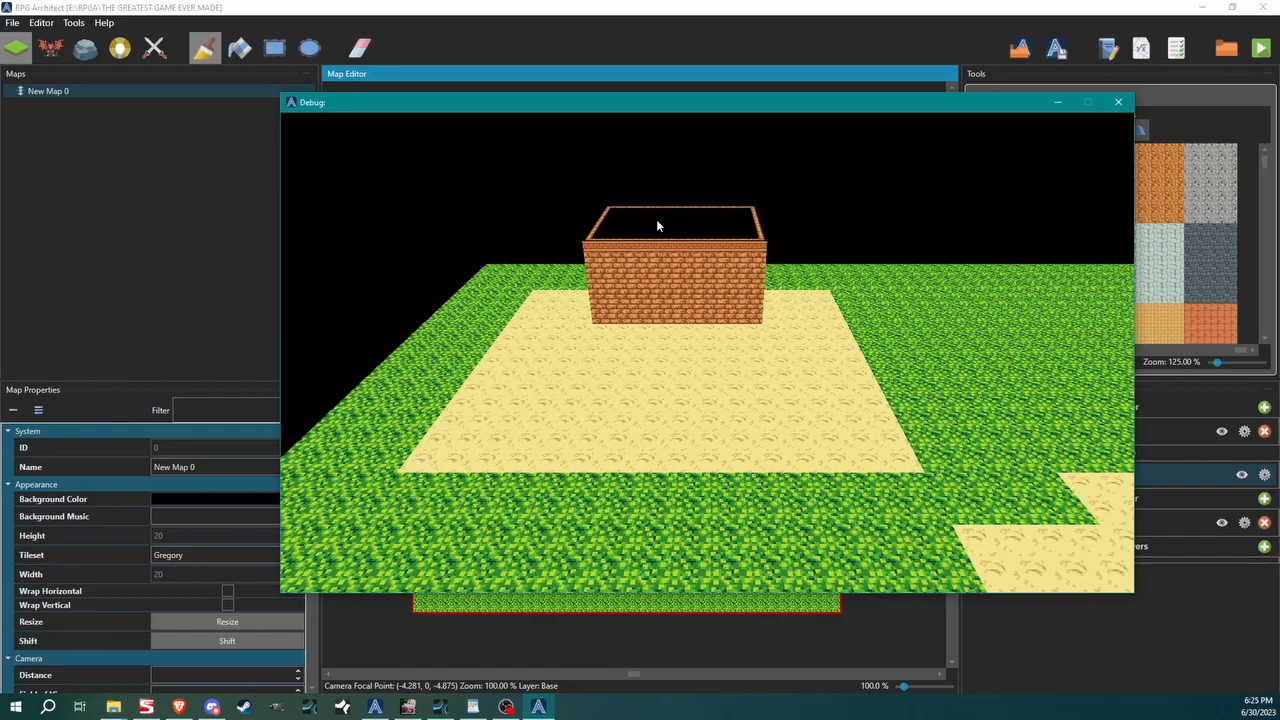 RPG Architect [E:\RPGA\THE GREATEST GAME EVER MADE]
File Editor Tools Help
Maps
Map Editor
Tools
New Map 0
Debug:
Zoom: 125.00 %
Map Properties
Filter
System
ID 0
Name New Map 0
Appearance
Background Color
Background Music
Height 20
Tileset Gregory
Width 20
Wrap Horizontal
Wrap Vertical
Resize Resize
Shift Shift
Camera
Distance
Camera Focal Point: (-4.281, 0, -4.875) Zoom: 100.00 % Layer: Base
100.0 %
6:25 PM
6/30/2023